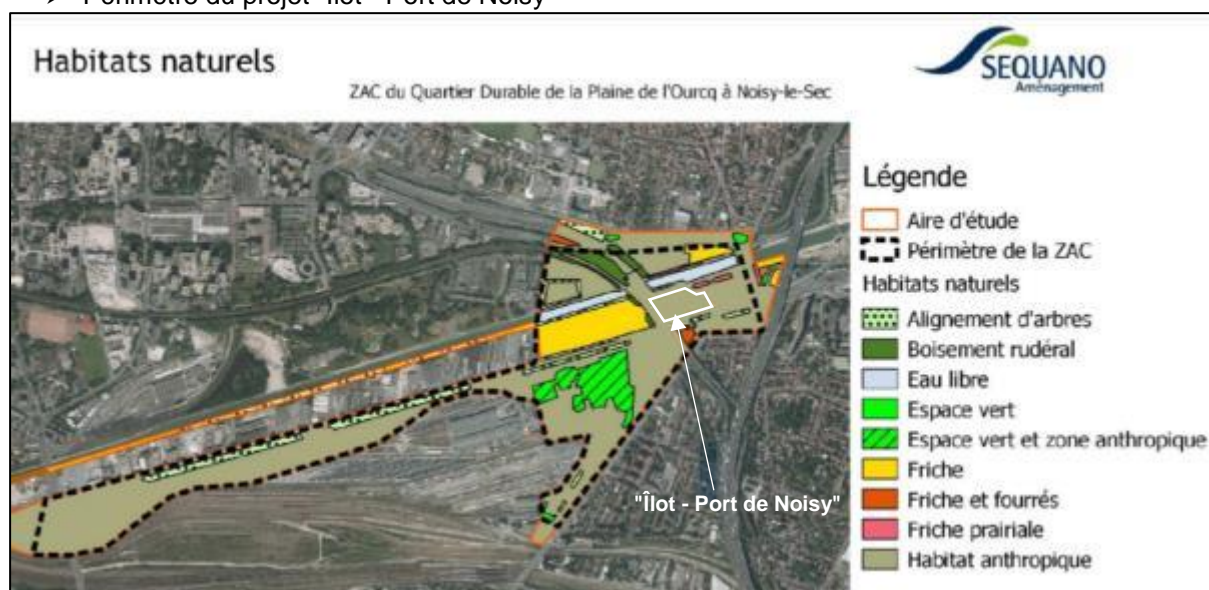 ➢ Périmètre du projet "Îlot - Port de Noisy"
Habitats naturels
SEQUANO
Aménagement
ZAC du Quartier Durable de la Plaine de l'Ourcq à Noisy-le-Sec
Légende
Aire d'étude
Périmètre de la ZAC
Habitats naturels
Alignement d'arbres
Boisement rudéral
Eau libre
Espace vert
Espace vert et zone anthropique
Friche
Friche et fourrés
Friche prairiale
Habitat anthropique
"Îlot - Port de Noisy"